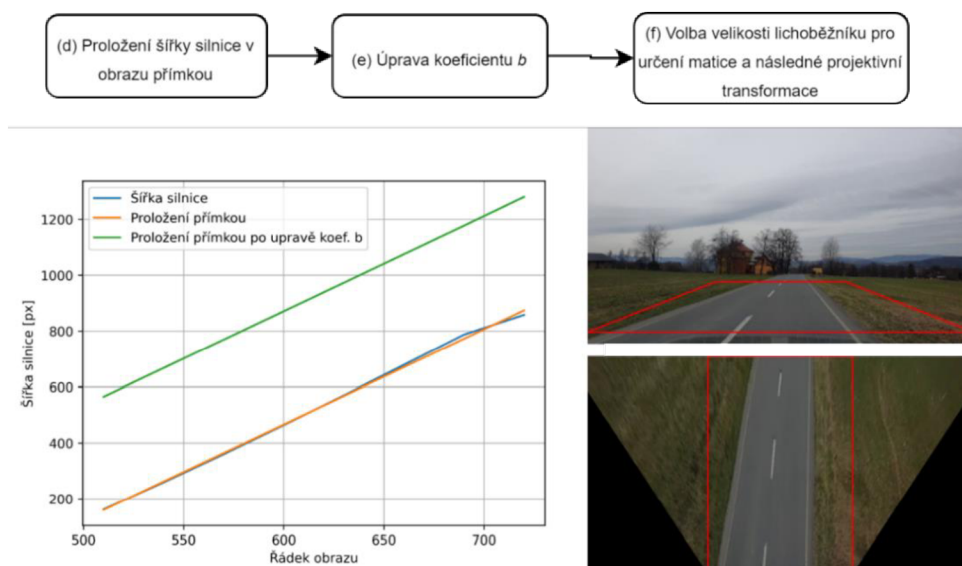 (d) Proložení šířky silnice v
obrazu přímkou
(e) Úprava koeficientu b
(f) Volba velikosti lichoběžníku pro
určení matice a následné projektivní
transformace
Šířka silnice
Proložení přímkou
Proložení přímkou po upravě koef. b
1200
1000
800
600
400
200
Šířka silnice [px]
500
550
600
650
700
Řádek obrazu